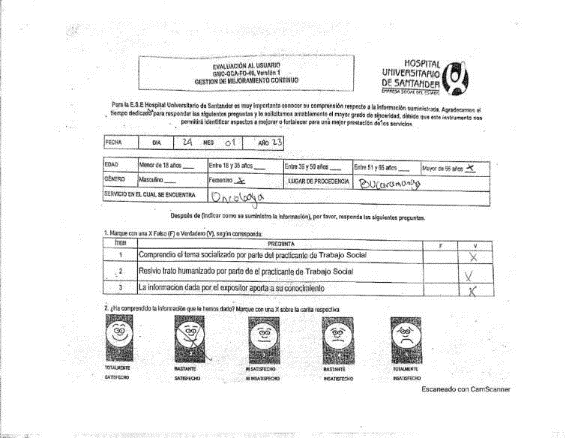 EVALUACIÓN AL USUARIO
GMC-GCA-FO-46, Versión 1
GESTION DE MEJORAMIENTO CONTINUO
HOSPITAL
UNIVERSITARIO
DE SANTANDER
EMPRESA SOCIAL DEL ESTADO
Para la E.S.E Hospital Universitario de Santander es muy importante conocer su comprensión respecto a la información suministrada. Agradecemos el
tiempo dedicado para responder las siguientes preguntas y le solicitamos amablemente el mayor grado de sinceridad, debido que este instrumento nos
permitirá identificar aspectos a mejorar o fortalecer para una mejor prestación de los servicios.
FECHA DIA 24 MES 01 AÑO 23
EDAD Menor de 18 años ___ Entre 18 y 35 años ___ Entre 36 y 50 años ___ Entre 51 y 65 años ___ Mayor de 65 años X
GÉNERO Masculino ___ Femenino X LUGAR DE PROCEDENCIA Bucaramanga
SERVICIO EN EL CUAL SE ENCUENTRA Oncología
Después de (indicar como se suministro la información), por favor, responda las siguientes preguntas.
1. Marque con una X Falso (F) o Verdadero (V), según corresponda:
ÍTEM PREGUNTA F V
1 Comprendio el tema socializado por parte del practicante de Trabajo Social X
2 Resivio trato humanizado por parte de el practicante de Trabajo Social X
3 La informacion dada por el expositor aporta a su conocimiento X
2. ¿Ha comprendido la información que le hemos dado? Marque con una X sobre la carita respectiva
TOTALMENTE BASTANTE NI SATISFECHO BASTANTE TOTALMENTE
SATISFECHO SATISFECHO NI INSATISFECHO INSATISFECHO INSATISFECHO
Escaneado con CamScanner